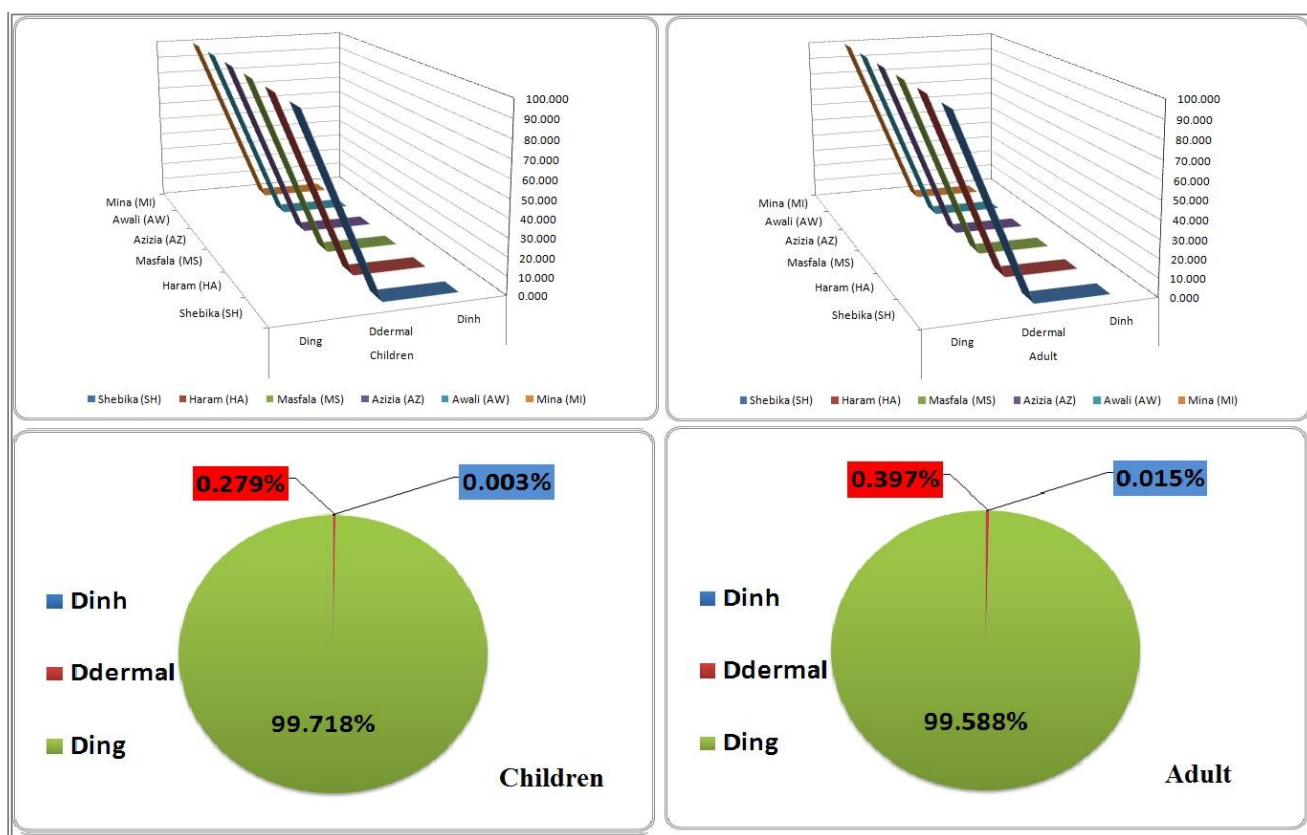 100.000
90.000
80.000
70.000
60.000
50.000
40.000
30.000
20.000
10.000
0.000
Mina (MI)
Awali (AW)
Azizia (AZ)
Masfala (MS)
Haram (HA)
Shebika (SH)
Ding
Ddermal
Dinh
Children
Shebika (SH) Haram (HA) Masfala (MS) Azizia (AZ) Awali (AW) Mina (MI)
100.000
90.000
80.000
70.000
60.000
50.000
40.000
30.000
20.000
10.000
0.000
Mina (MI)
Awali (AW)
Azizia (AZ)
Masfala (MS)
Haram (HA)
Shebika (SH)
Ding
Ddermal
Dinh
Adult
Shebika (SH) Haram (HA) Masfala (MS) Azizia (AZ) Awali (AW) Mina (MI)
0.279%
0.003%
Dinh
Ddermal
Ding
99.718%
Children
0.397%
0.015%
Dinh
Ddermal
Ding
99.588%
Adult